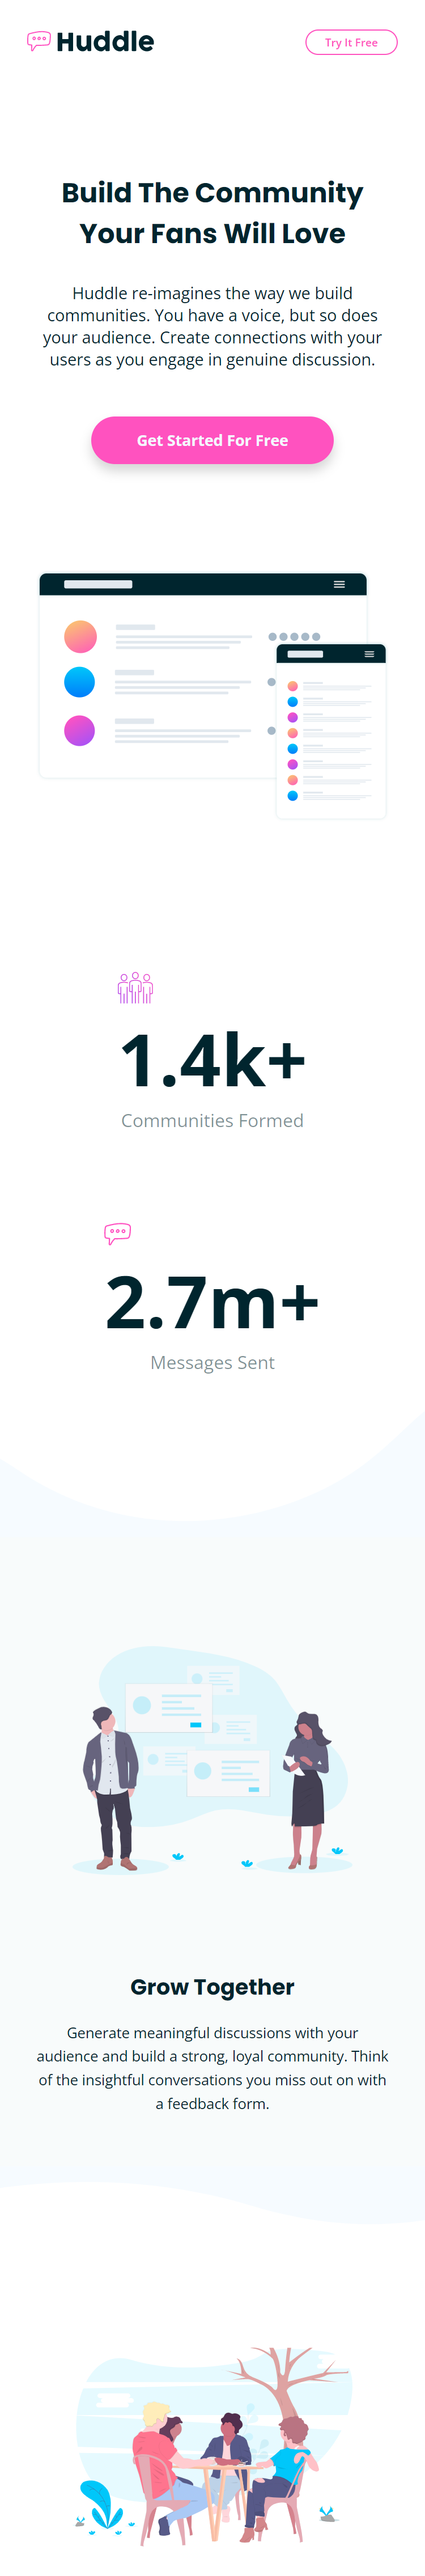 Huddle
Try It Free
Build The Community
Your Fans Will Love
Huddle re-imagines the way we build
communities. You have a voice, but so does
your audience. Create connections with your
users as you engage in genuine discussion.
Get Started For Free
1.4k+
Communities Formed
2.7m+
Messages Sent
Grow Together
Generate meaningful discussions with your
audience and build a strong, loyal community. Think
of the insightful conversations you miss out on with
a feedback form.